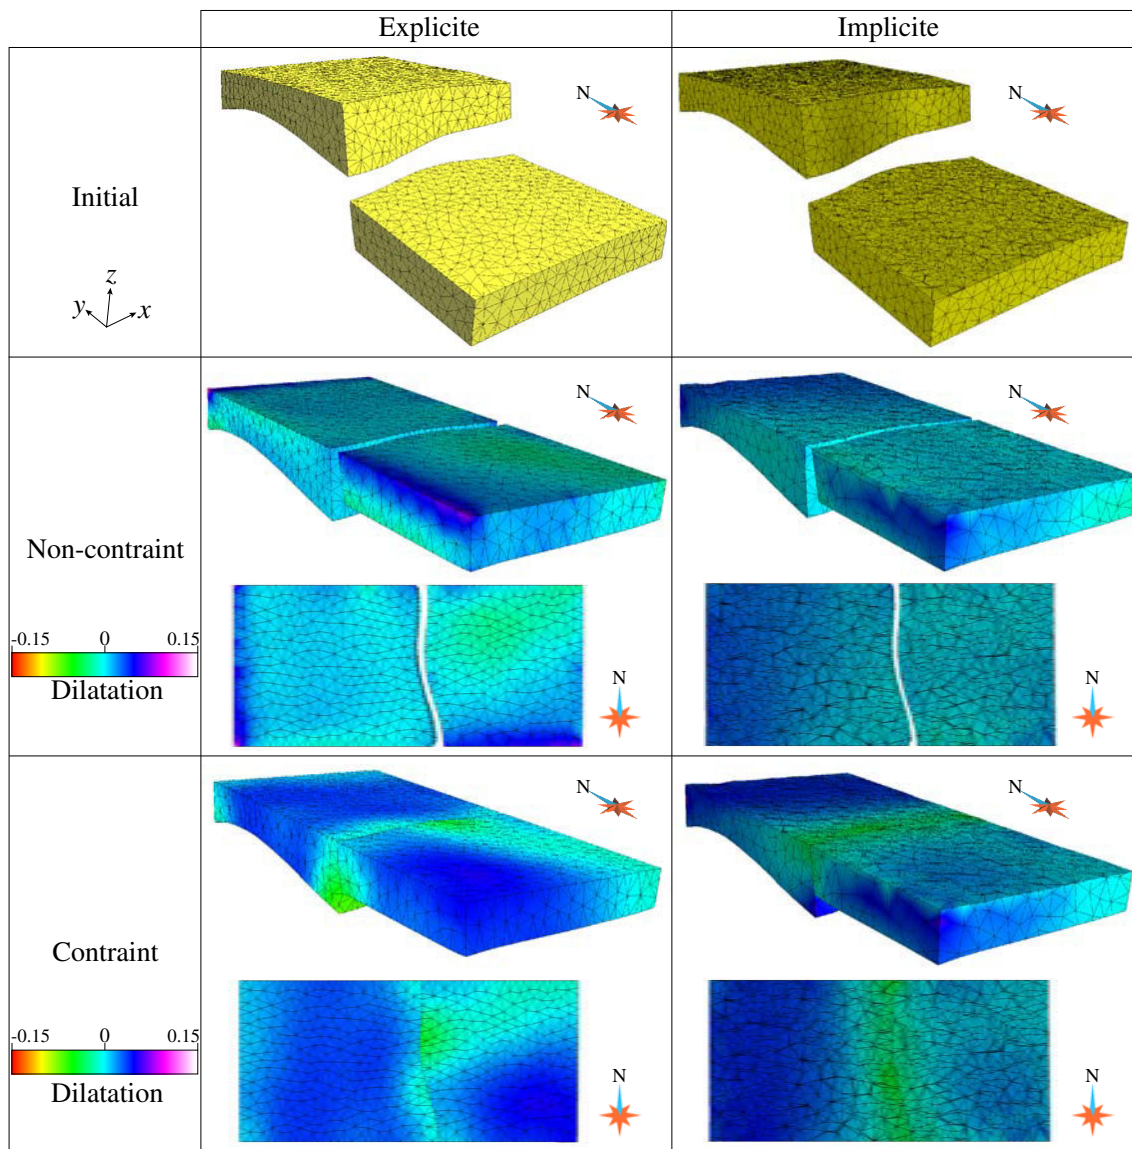 Explicite
Implicite
Initial
N
N
z
y
x
Non-contraint
N
N
-0.15 0 0.15
Dilatation
N
N
Contraint
N
N
-0.15 0 0.15
Dilatation
N
N